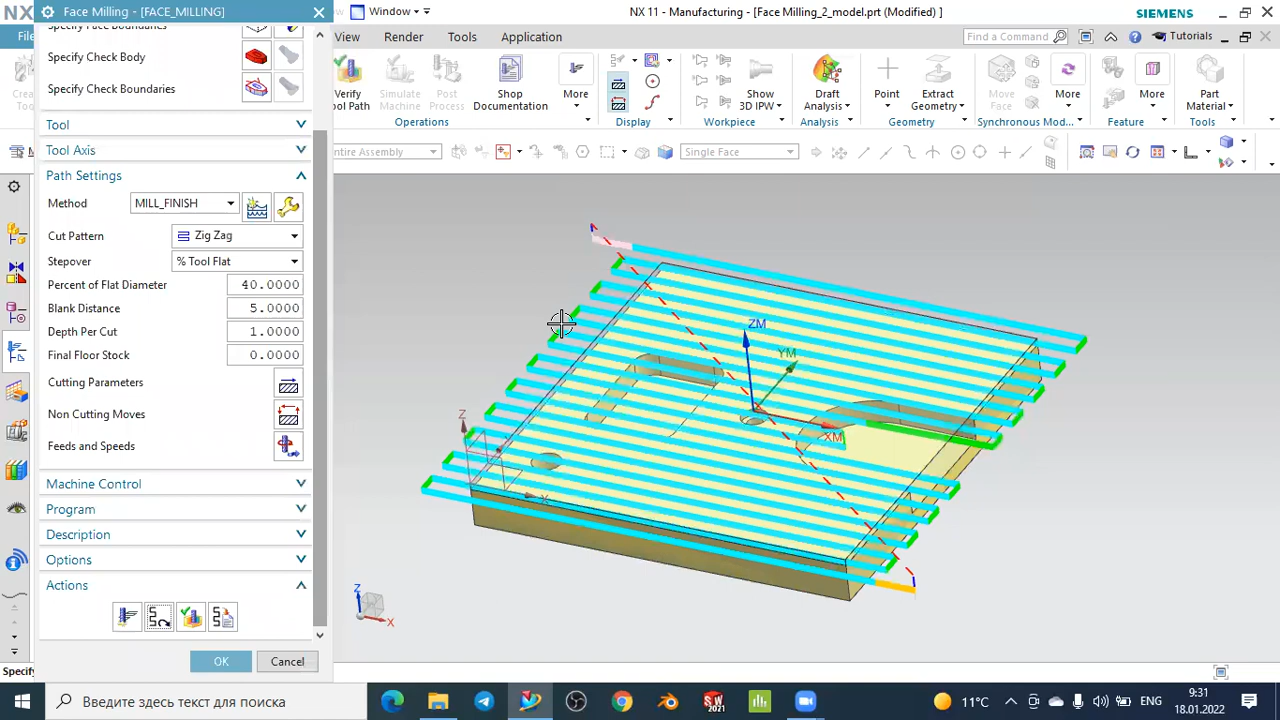 NX Face Milling - [FACE_MILLING] Window NX 11 - Manufacturing - [Face Milling_2_model.prt (Modified) ] SIEMENS
File View Render Tools Application Find a Command Tutorials
Specify Face Boundaries
Specify Check Body
Specify Check Boundaries
Tool
Tool Axis
Path Settings
Method MILL_FINISH
Cut Pattern Zig Zag
Stepover % Tool Flat
Percent of Flat Diameter 40.0000
Blank Distance 5.0000
Depth Per Cut 1.0000
Final Floor Stock 0.0000
Cutting Parameters
Non Cutting Moves
Feeds and Speeds
Machine Control
Program
Description
Options
Actions
OK Cancel
Verify Tool Path
Simulate Machine
Post Process
Shop Documentation
More
Operations
Display
Show 3D IPW
Workpiece
Draft Analysis
Analysis
Point
Extract Geometry
Geometry
Move Face
More
Synchronous Mod...
More
Feature
Part Material
Tools
ntire Assembly Single Face
ZM
YM
XM
Z
X
Z
X
Specify
Введите здесь текст для поиска
SW
2021
11°C ENG 9:31
18.01.2022